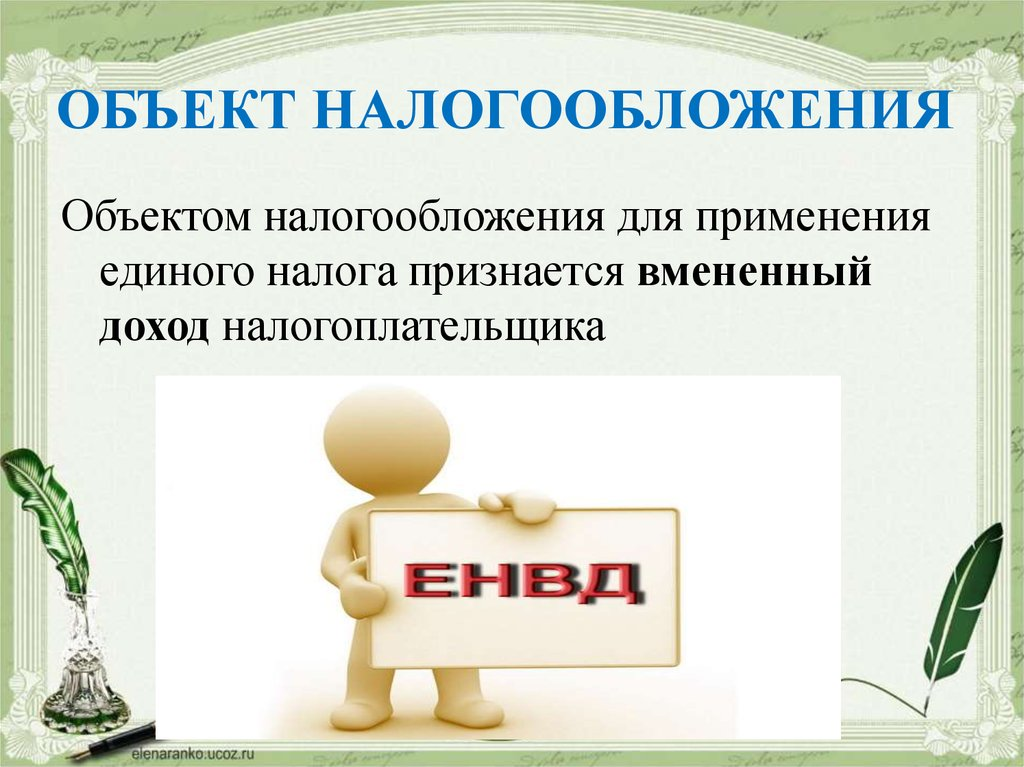 ОБЪЕКТ НАЛОГООБЛОЖЕНИЯ
Объектом налогообложения для применения
единого налога признается вмененный
доход налогоплательщика
ЕНВД
elenaranko.ucoz.ru